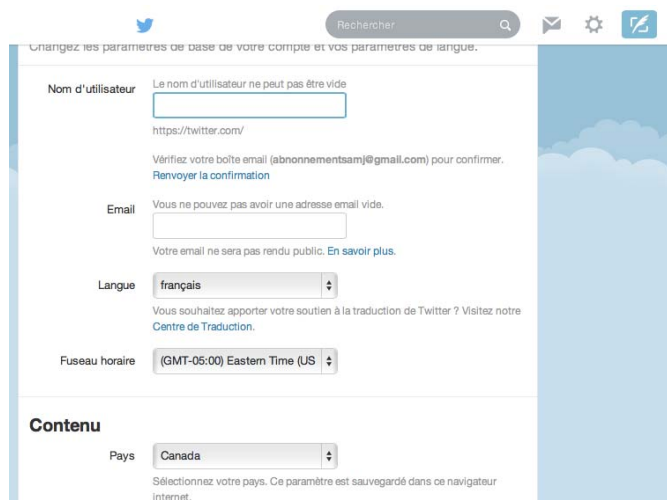 Rechercher
Changez les paramètres de base de votre compte et vos paramètres de langue.
Nom d'utilisateur
Le nom d'utilisateur ne peut pas être vide
https://twitter.com/
Vérifiez votre boîte email (abnonnementsamj@gmail.com) pour confirmer.
Renvoyer la confirmation
Email
Vous ne pouvez pas avoir une adresse email vide.
Votre email ne sera pas rendu public. En savoir plus.
Langue
français
Vous souhaitez apporter votre soutien à la traduction de Twitter ? Visitez notre
Centre de Traduction.
Fuseau horaire
(GMT-05:00) Eastern Time (US
Contenu
Pays
Canada
Sélectionnez votre pays. Ce paramètre est sauvegardé dans ce navigateur
internet.